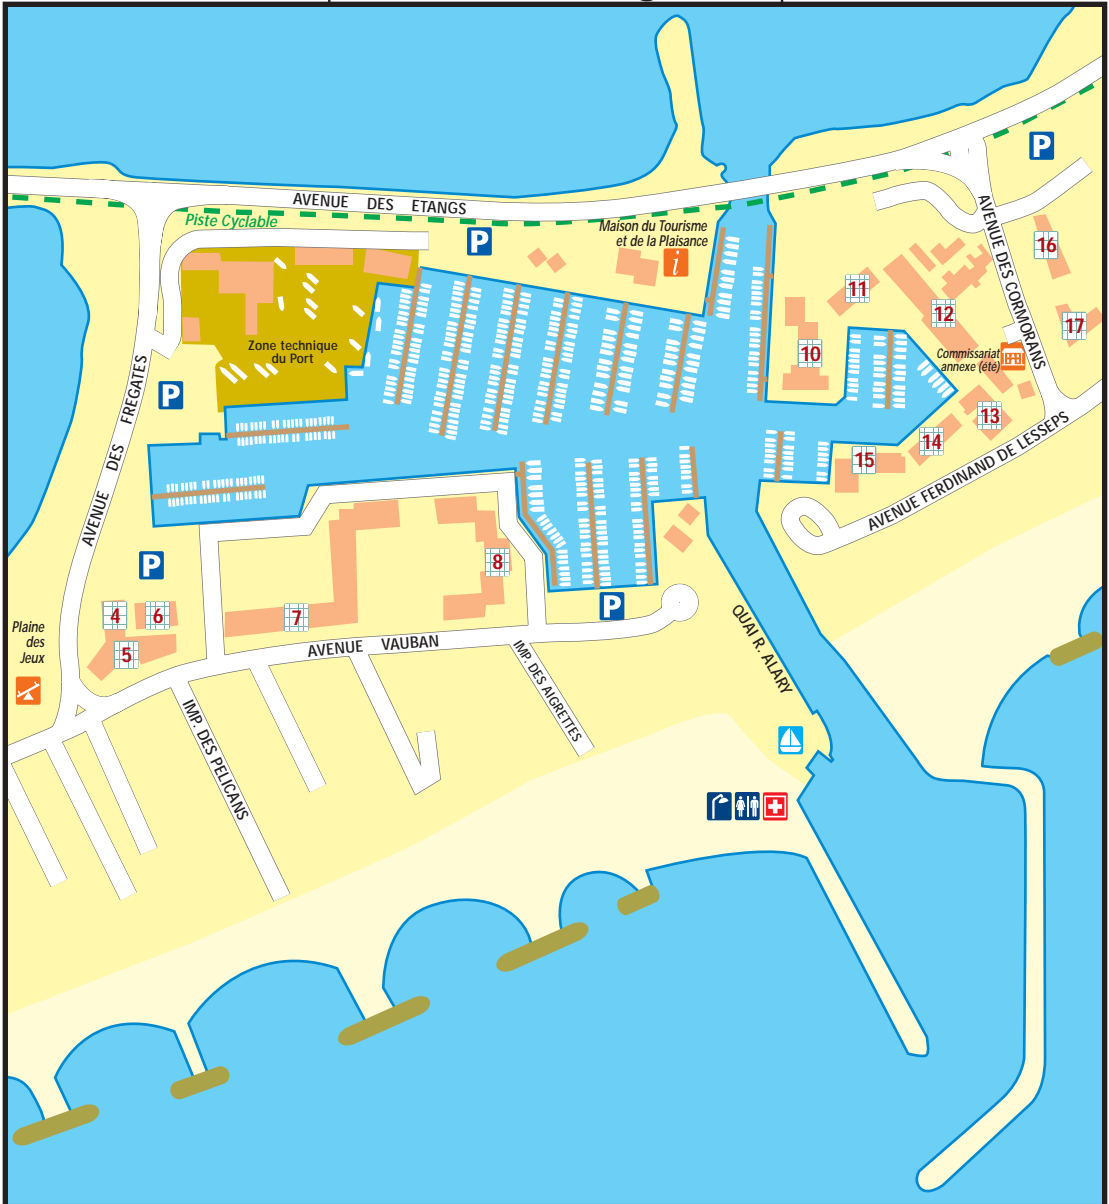 AVENUE DES ETANGS
Piste Cyclable
Maison du Tourisme
et de la Plaisance
i
P
P
P
P
P
Zone technique
du Port
AVENUE DES FREGATES
AVENUE DES CORMORANS
16
11
12
17
10
Commissariat
annexe (été)
13
14
15
AVENUE FERDINAND DE LESSEPS
8
4
6
7
5
Plaine
des
Jeux
AVENUE VAUBAN
IMP. DES AIGRETTES
QUAI R. ALARY
IMP. DES PELICANS